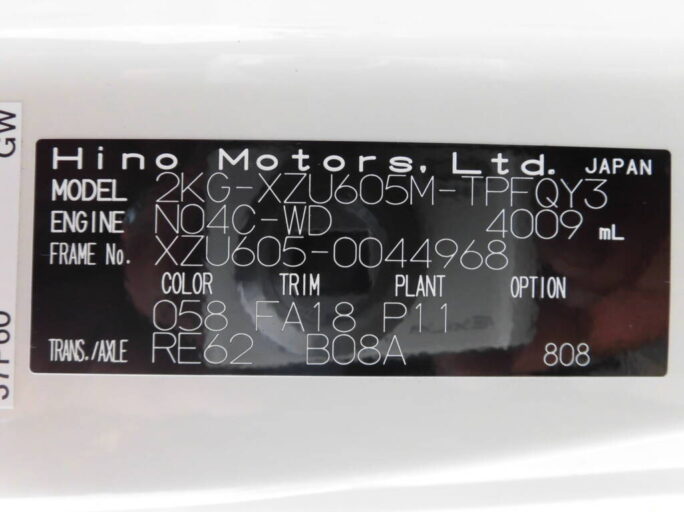 GW
Hino Motors, Ltd. JAPAN
MODEL 2KG-XZU605M-TPFQY3
ENGINE N04C-WD 4009 mL
FRAME No. XZU605-0044968
COLOR TRIM PLANT OPTION
058 FA18 P11
TRANS./AXLE RE62 B08A 808